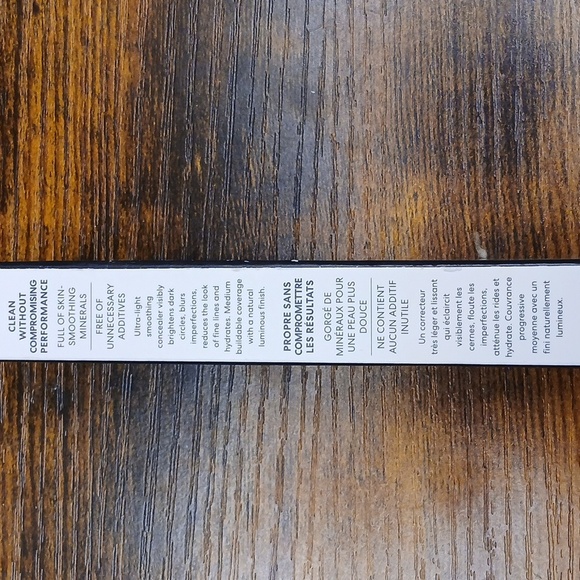 CLEAN
WITHOUT
COMPROMISING
PERFORMANCE
FULL OF SKIN-
SMOOTHING
MINERALS
FREE OF
UNNECESSARY
ADDITIVES
Ultra-light
smoothing
concealer visibly
brightens dark
circles, blurs
imperfections,
reduces the look
of fine lines and
hydrates. Medium
buildable coverage
with a natural
luminous finish.
PROPRE SANS
COMPROMETTRE
LES RÉSULTATS
GORGÉ DE
MINÉRAUX POUR
UNE PEAU PLUS
DOUCE
NE CONTIENT
AUCUN ADDITIF
INUTILE
Un correcteur
très léger et lissant
qui éclaircit
visiblement les
cernes, floute les
imperfections,
atténue les rides et
hydrate. Couvrance
progressive
moyenne avec un
fini naturellement
lumineux.